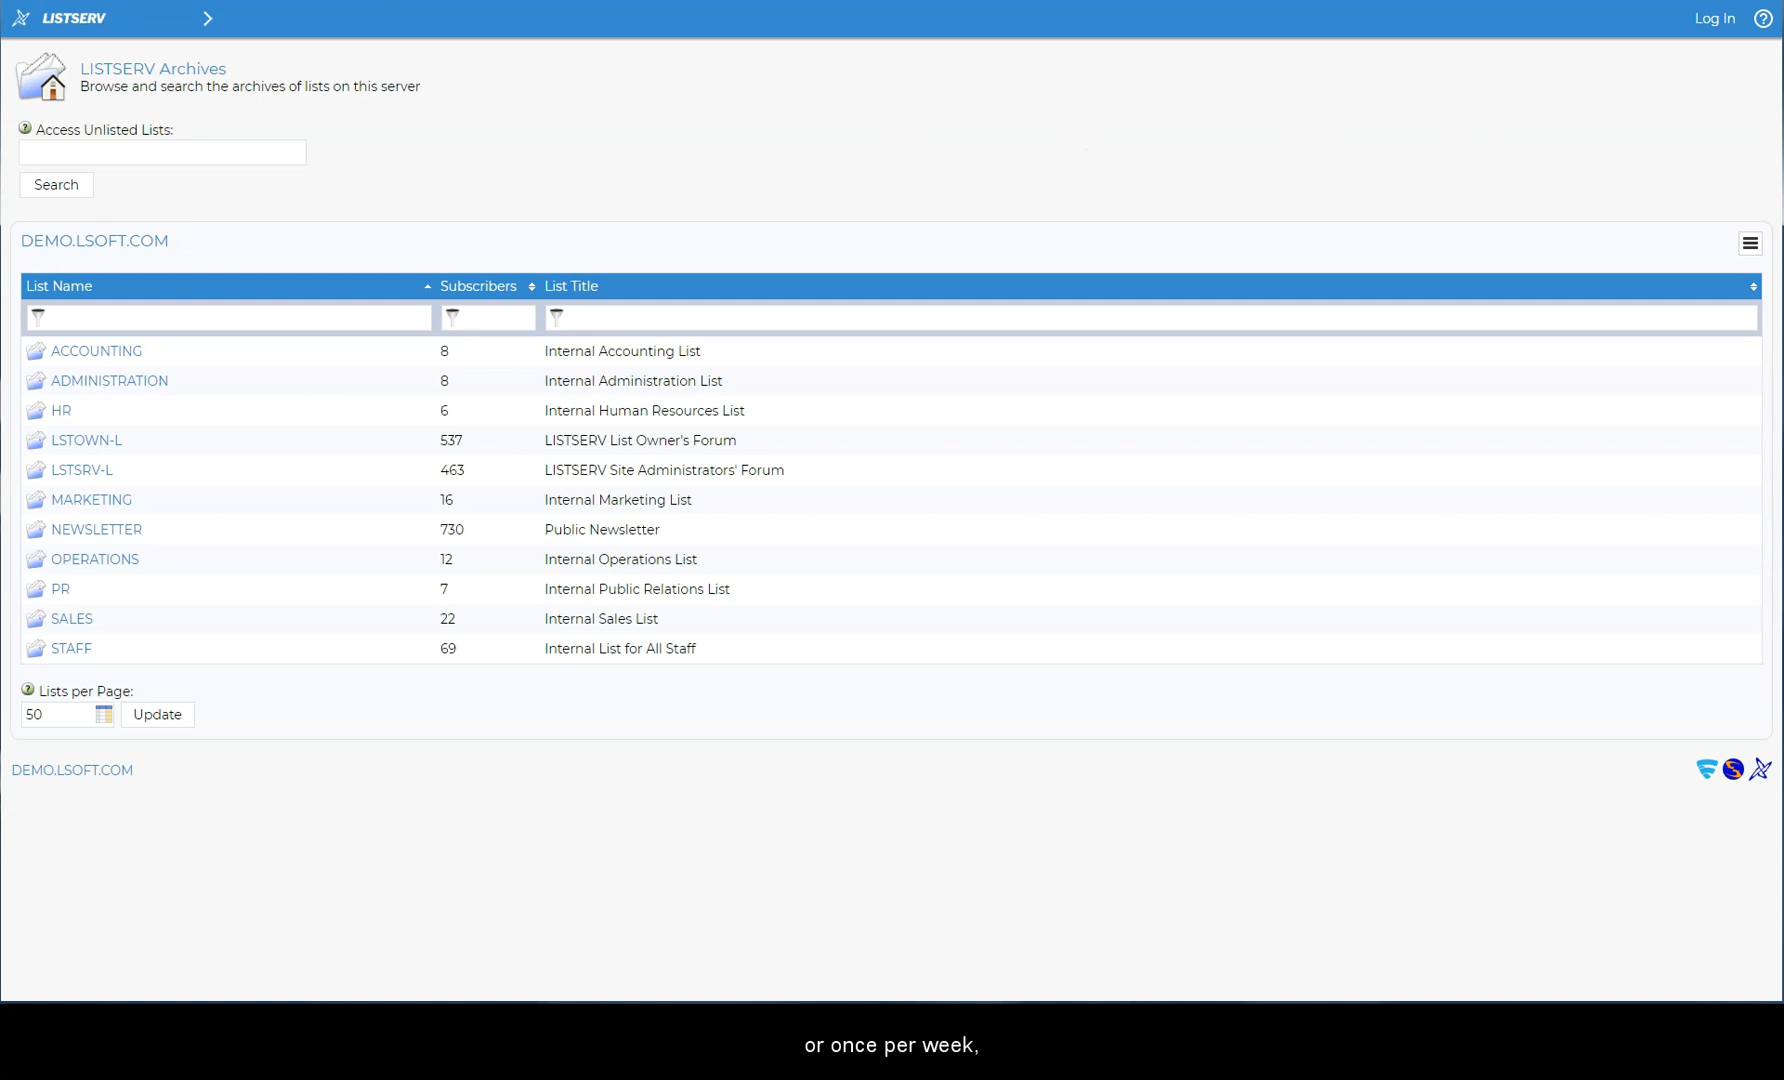 LISTSERV
Log In
LISTSERV Archives
Browse and search the archives of lists on this server
Access Unlisted Lists:
Search
DEMO.LSOFT.COM
List Name Subscribers List Title
ACCOUNTING 8 Internal Accounting List
ADMINISTRATION 8 Internal Administration List
HR 6 Internal Human Resources List
LSTOWN-L 537 LISTSERV List Owner's Forum
LSTSRV-L 463 LISTSERV Site Administrators' Forum
MARKETING 16 Internal Marketing List
NEWSLETTER 730 Public Newsletter
OPERATIONS 12 Internal Operations List
PR 7 Internal Public Relations List
SALES 22 Internal Sales List
STAFF 69 Internal List for All Staff
Lists per Page:
50 Update
DEMO.LSOFT.COM
or once per week,